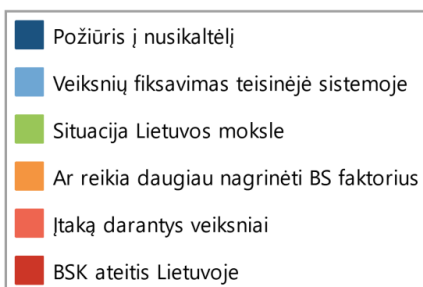 Požiūris į nusikaltėlį
Veiksnių fiksavimas teisinėjė sistemoje
Situacija Lietuvos moksle
Ar reikia daugiau nagrinėti BS faktorius
Įtaką darantys veiksniai
BSK ateitis Lietuvoje